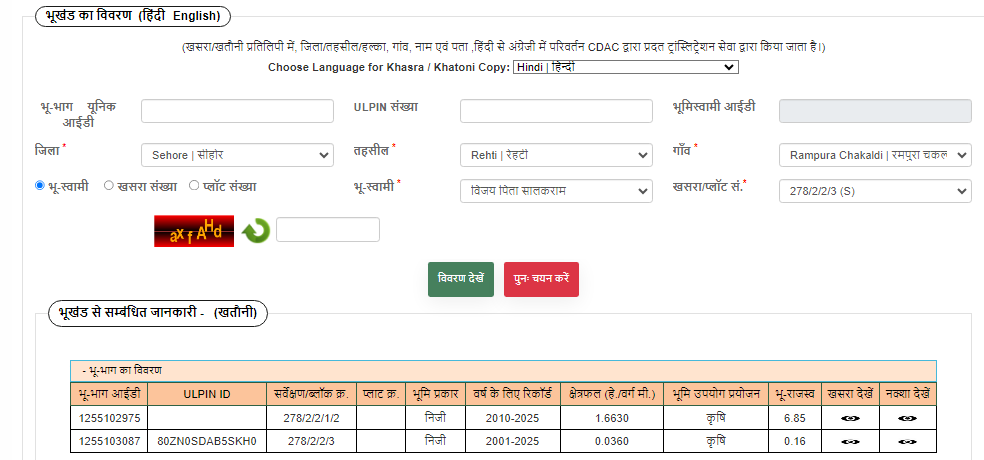 भूखंड का विवरण (हिंदी English)
(खसरा/खतौनी प्रतिलिपी में, जिला/तहसील/हल्का, गांव, नाम एवं पता ,हिंदी से अंग्रेजी में परिवर्तन CDAC द्वारा प्रदत ट्रांस्लिट्रेशन सेवा द्वारा किया जाता है।)
Choose Language for Khasra / Khatoni Copy: Hindi | हिन्दी
भू-भाग यूनिक आईडी
ULPIN संख्या
भूमिस्वामी आईडी
जिला * Sehore | सीहोर
तहसील * Rehti | रेहटी
गाँव * Rampura Chakaldi | रमपुरा चकल
भू-स्वामी खसरा संख्या प्लॉट संख्या
भू-स्वामी * विजय पिता सालकराम
खसरा/प्लॉट सं.* 278/2/2/3 (S)
axfAHd
विवरण देखें पुनः चयन करें
भूखंड से सम्बंधित जानकारी - (खतौनी)
- भू-भाग का विवरण
भू-भाग आईडी ULPIN ID सर्वेक्षण/ब्लॉक क्र. प्लाट क्र. भूमि प्रकार वर्ष के लिए रिकॉर्ड क्षेत्रफल (हे./वर्ग मी.) भूमि उपयोग प्रयोजन भू-राजस्व खसरा देखें नक्शा देखें
1255102975 278/2/2/1/2 निजी 2010-2025 1.6630 कृषि 6.85
1255103087 80ZN0SDAB5SKH0 278/2/2/3 निजी 2001-2025 0.0360 कृषि 0.16